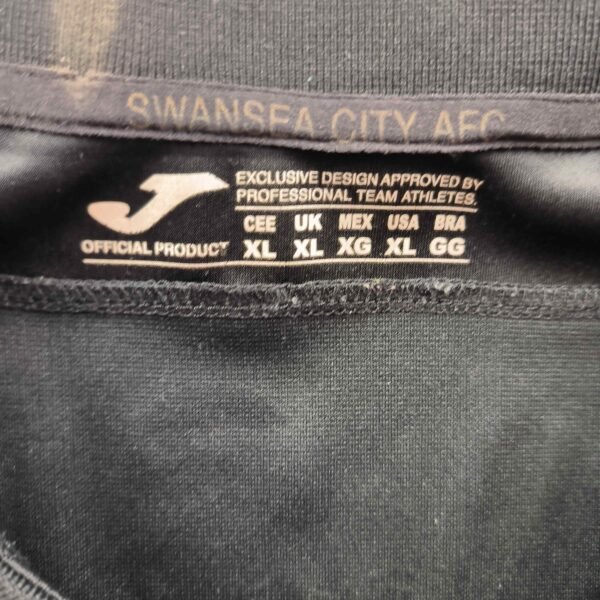 SWANSEA CITY AFC
EXCLUSIVE DESIGN APPROVED BY
PROFESSIONAL TEAM ATHLETES.
CEE UK MEX USA BRA
OFFICIAL PRODUCT XL XL XG XL GG